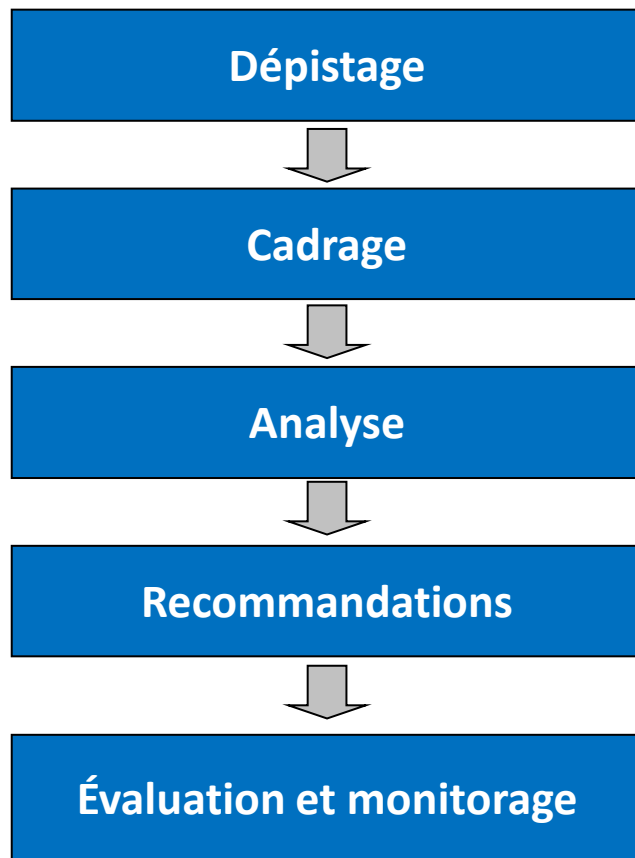 Dépistage
Cadrage
Analyse
Recommandations
Évaluation et monitorage